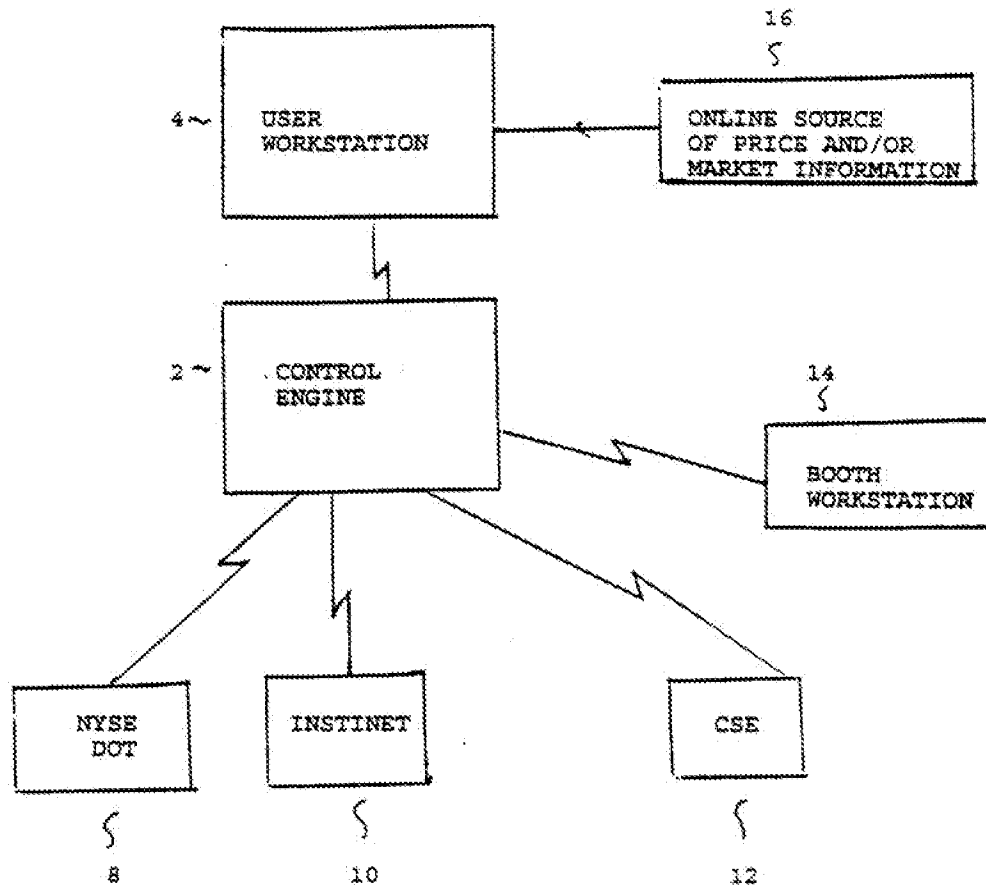 16
4
USER
WORKSTATION
ONLINE SOURCE
OF PRICE AND/OR
MARKET INFORMATION
2
CONTROL
ENGINE
14
BOOTH
WORKSTATION
NYSE
DOT
INSTINET
CSE
8
10
12